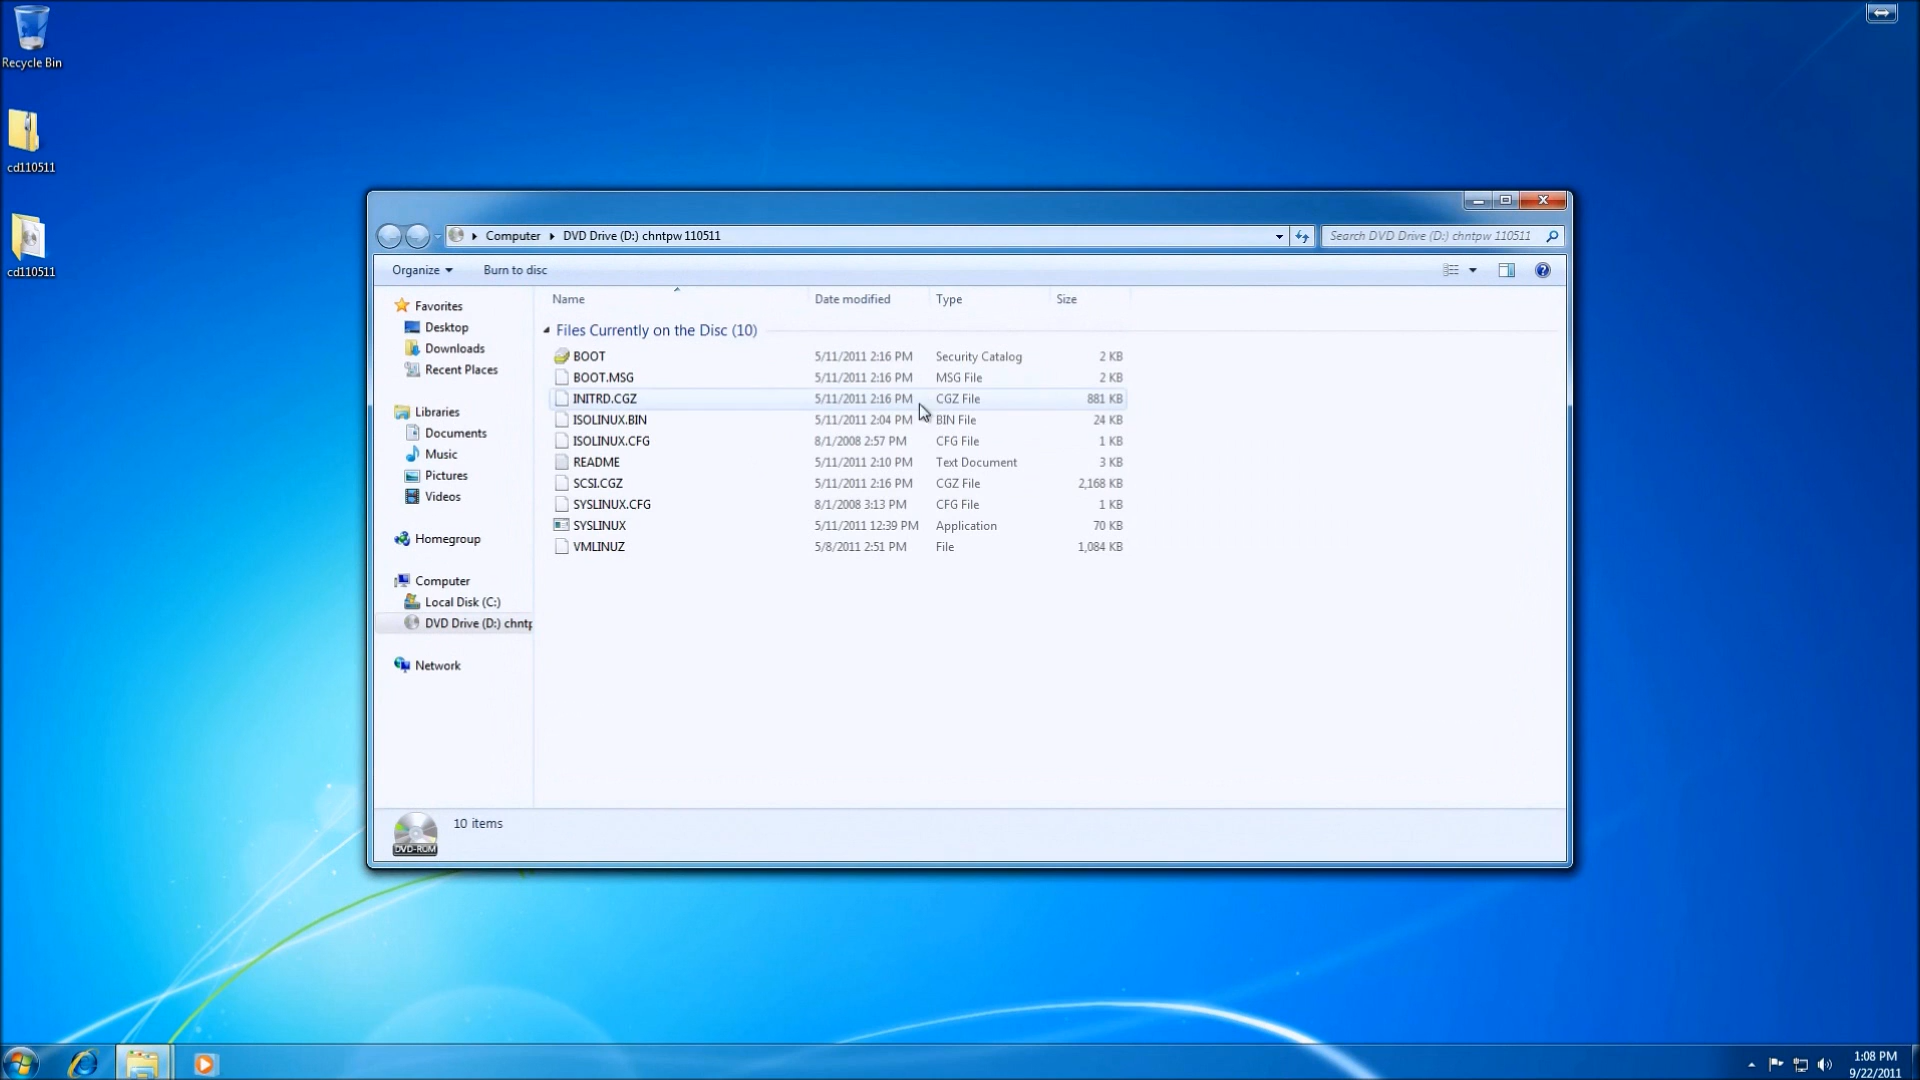 Recycle Bin
cd110511
cd110511
Computer DVD Drive (D:) chntpw 110511
Search DVD Drive (D:) chntpw 110511
Organize Burn to disc
Favorites
Desktop
Downloads
Recent Places
Libraries
Documents
Music
Pictures
Videos
Homegroup
Computer
Local Disk (C:)
DVD Drive (D:) chntp
Network
Name Date modified Type Size
Files Currently on the Disc (10)
BOOT 5/11/2011 2:16 PM Security Catalog 2 KB
BOOT.MSG 5/11/2011 2:16 PM MSG File 2 KB
INITRD.CGZ 5/11/2011 2:16 PM CGZ File 881 KB
ISOLINUX.BIN 5/11/2011 2:04 PM BIN File 24 KB
ISOLINUX.CFG 8/1/2008 2:57 PM CFG File 1 KB
README 5/11/2011 2:10 PM Text Document 3 KB
SCSI.CGZ 5/11/2011 2:16 PM CGZ File 2,168 KB
SYSLINUX.CFG 8/1/2008 3:13 PM CFG File 1 KB
SYSLINUX 5/11/2011 12:39 PM Application 70 KB
VMLINUZ 5/8/2011 2:51 PM File 1,084 KB
DVD-ROM
10 items
1:08 PM
9/22/2011